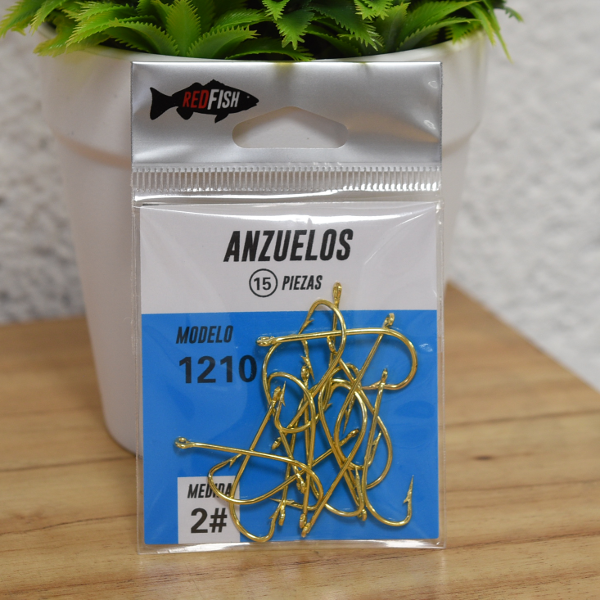 REDFISH
ANZUELOS
15 PIEZAS
MODELO
1210
MEDIDA
2#